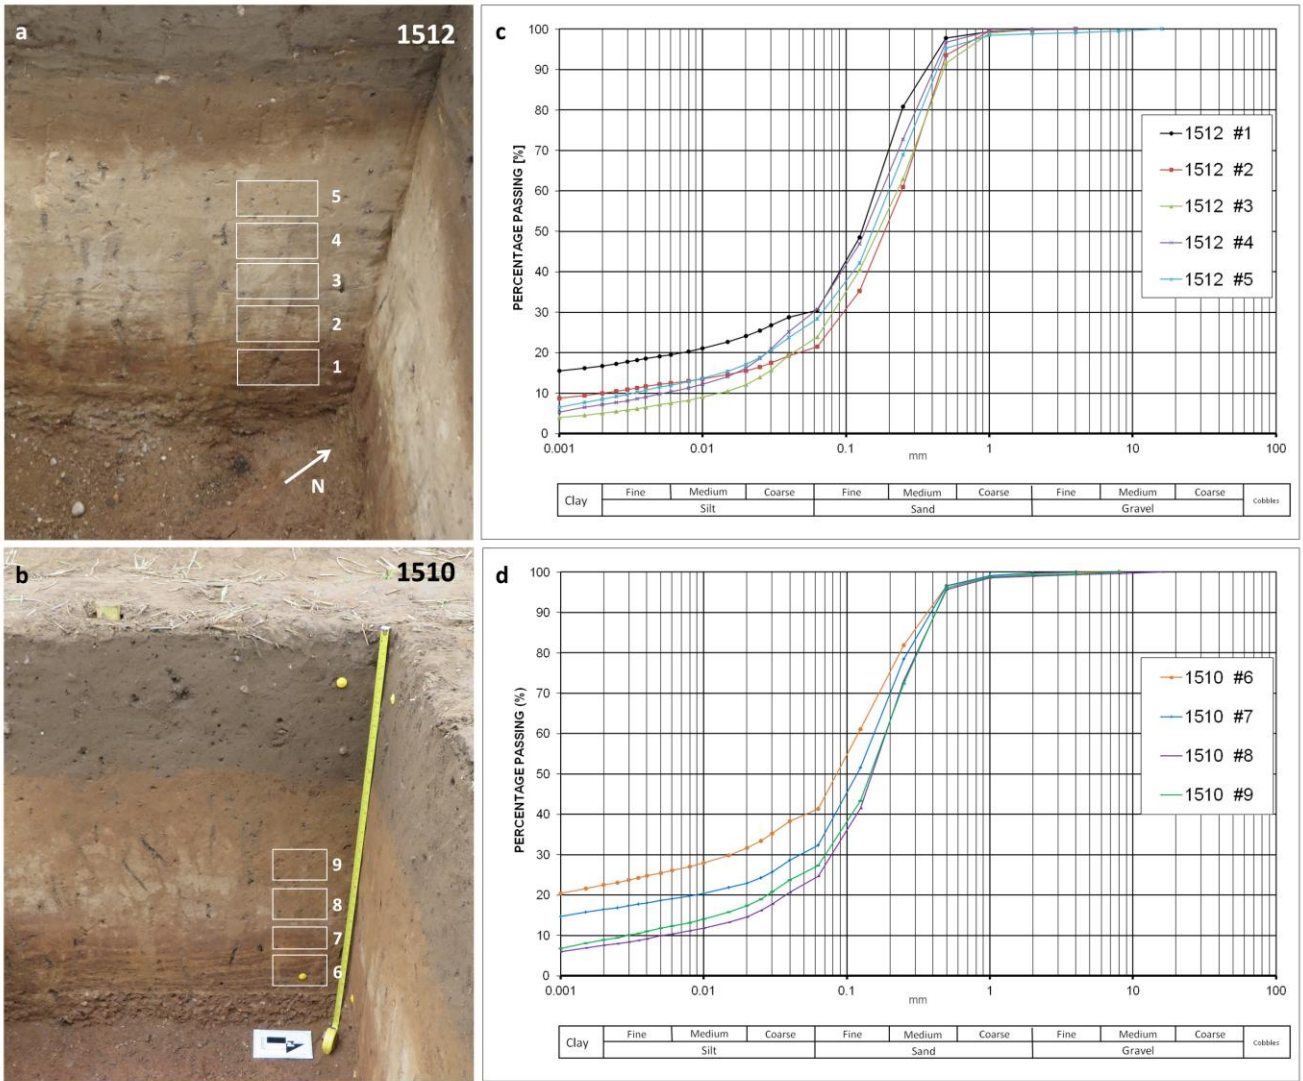 a
1512
5
4
3
2
1
N
c
PERCENTAGE PASSING [%]
100
90
80
70
60
50
40
30
20
10
0
0.001
0.01
0.1
1
10
100
mm
1512 #1
1512 #2
1512 #3
1512 #4
1512 #5
Clay
Fine
Medium
Coarse
Fine
Medium
Coarse
Fine
Medium
Coarse
Cobbles
Silt
Sand
Gravel
b
1510
9
8
7
6
d
PERCENTAGE PASSING (%)
100
90
80
70
60
50
40
30
20
10
0
0.001
0.01
0.1
1
10
100
mm
1510 #6
1510 #7
1510 #8
1510 #9
Clay
Fine
Medium
Coarse
Fine
Medium
Coarse
Fine
Medium
Coarse
Cobbles
Silt
Sand
Gravel